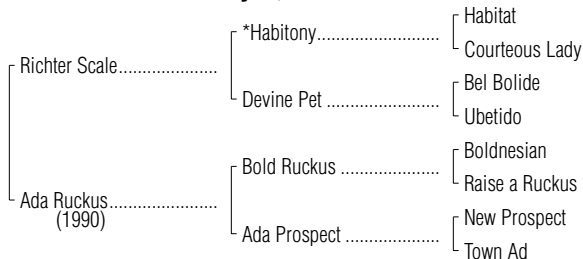 Habitat
*Habitony....................
Courteous Lady
Richter Scale.....................
Bel Bolide
Devine Pet ........................
Ubetido
Boldnesian
Bold Ruckus .....................
Raise a Ruckus
Ada Ruckus.......................
(1990)
New Prospect
Ada Prospect ....................
Town Ad